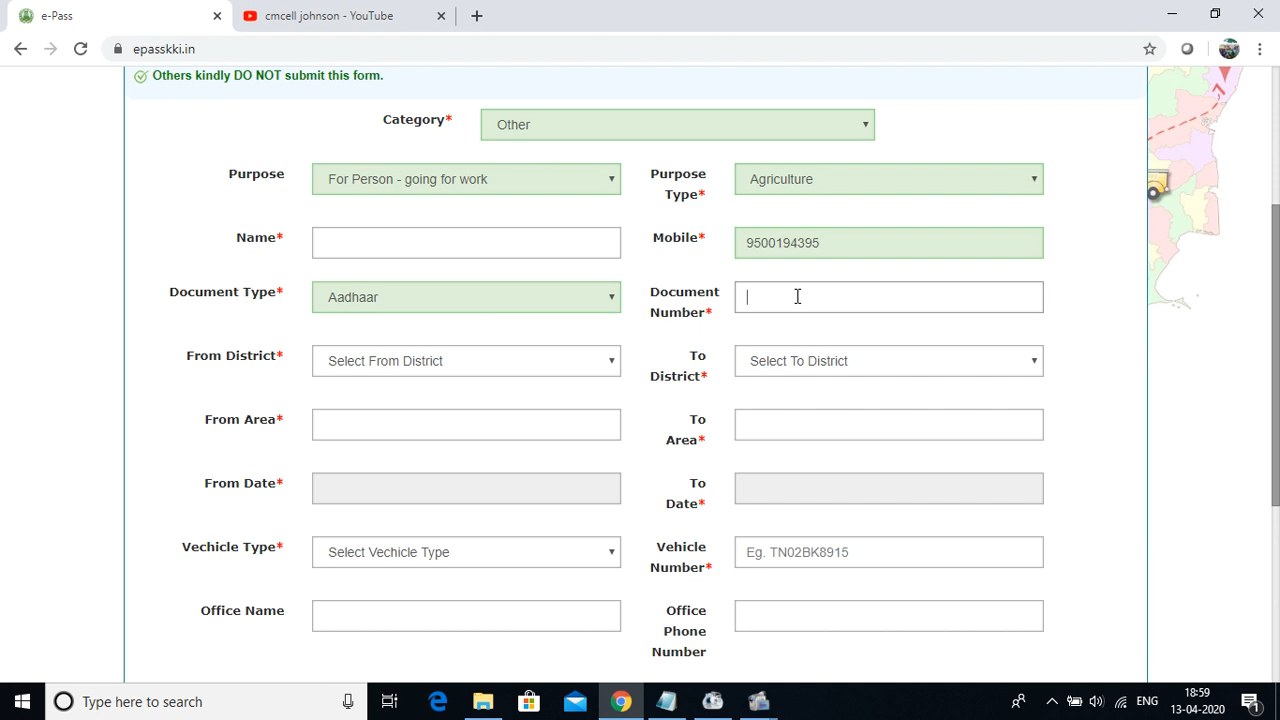 e-Pass
cmcell johnson - YouTube
epasskki.in
Others kindly DO NOT submit this form.
Category*
Other
Purpose
For Person - going for work
Purpose Type*
Agriculture
Name*
Mobile*
9500194395
Document Type*
Aadhaar
Document Number*
From District*
Select From District
To District*
Select To District
From Area*
To Area*
From Date*
To Date*
Vechicle Type*
Select Vechicle Type
Vehicle Number*
Eg. TN02BK8915
Office Name
Office Phone Number
Type here to search
ENG
18:59
13-04-2020
1